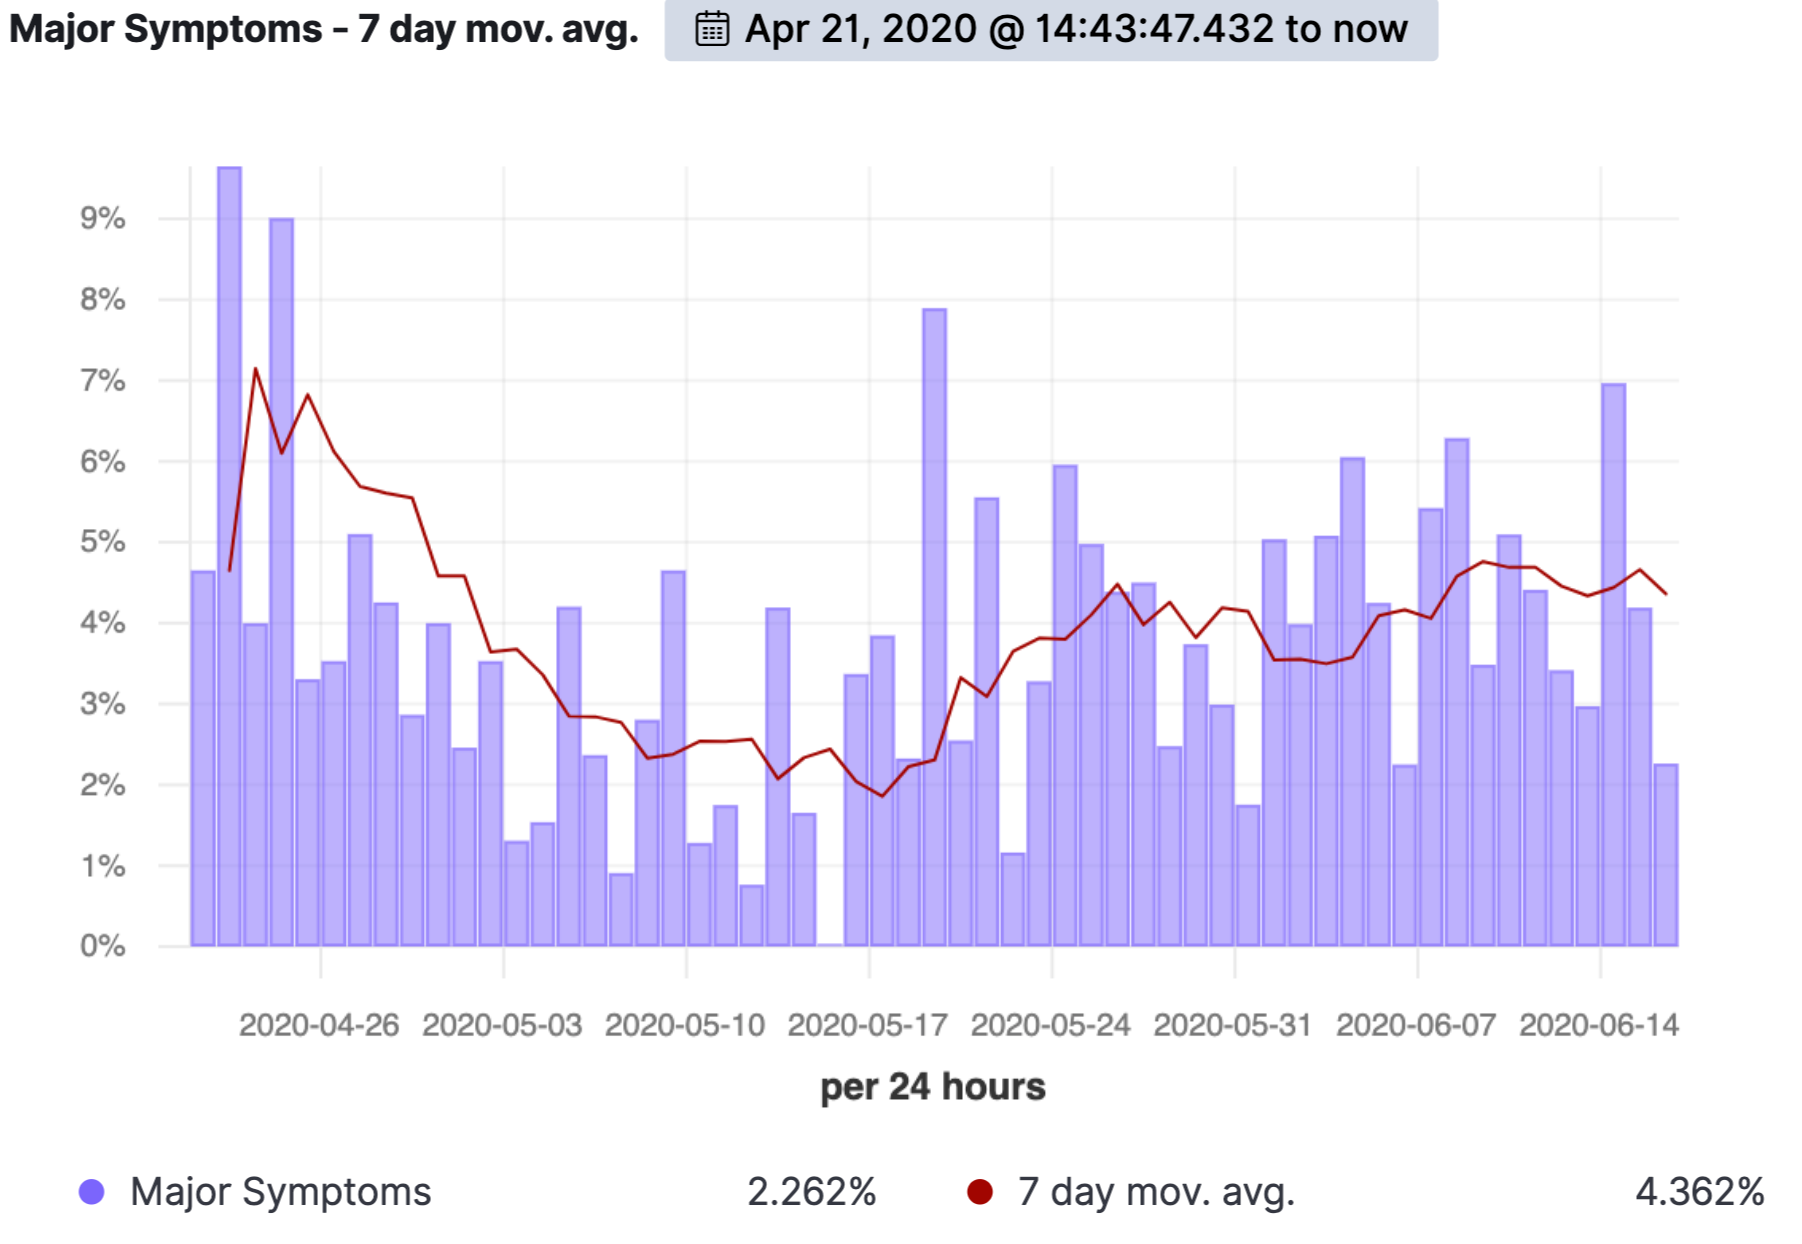 Major Symptoms - 7 day mov. avg. Apr 21, 2020 @ 14:43:47.432 to now
9%
8%
7%
6%
5%
4%
3%
2%
1%
0%
2020-04-26 2020-05-03 2020-05-10 2020-05-17 2020-05-24 2020-05-31 2020-06-07 2020-06-14
per 24 hours
Major Symptoms 2.262% 7 day mov. avg. 4.362%